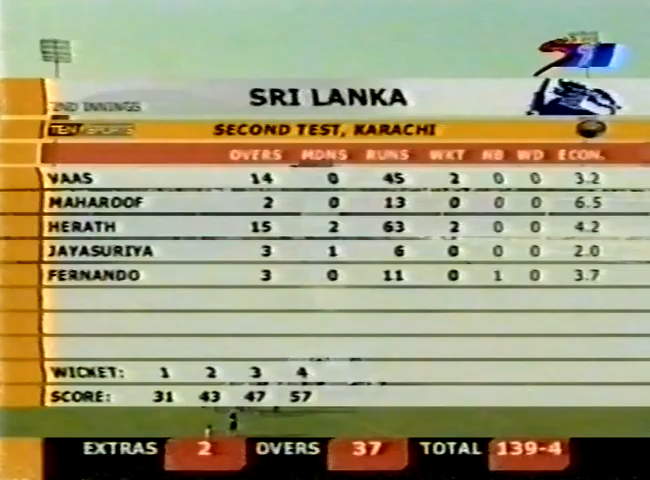 SRI LANKA
2ND INNINGS
TEN SPORTS
SECOND TEST, KARACHI
OVERS MDNS RUNS WKT NB WD ECON.
VAAS 14 0 45 2 0 0 3.2
MAHAROOF 2 0 13 0 0 0 6.5
HERATH 15 2 63 2 0 0 4.2
JAYASURIYA 3 1 6 0 0 0 2.0
FERNANDO 3 0 11 0 1 0 3.7
WICKET: 1 2 3 4
SCORE: 31 43 47 57
EXTRAS 2 OVERS 37 TOTAL 139-4